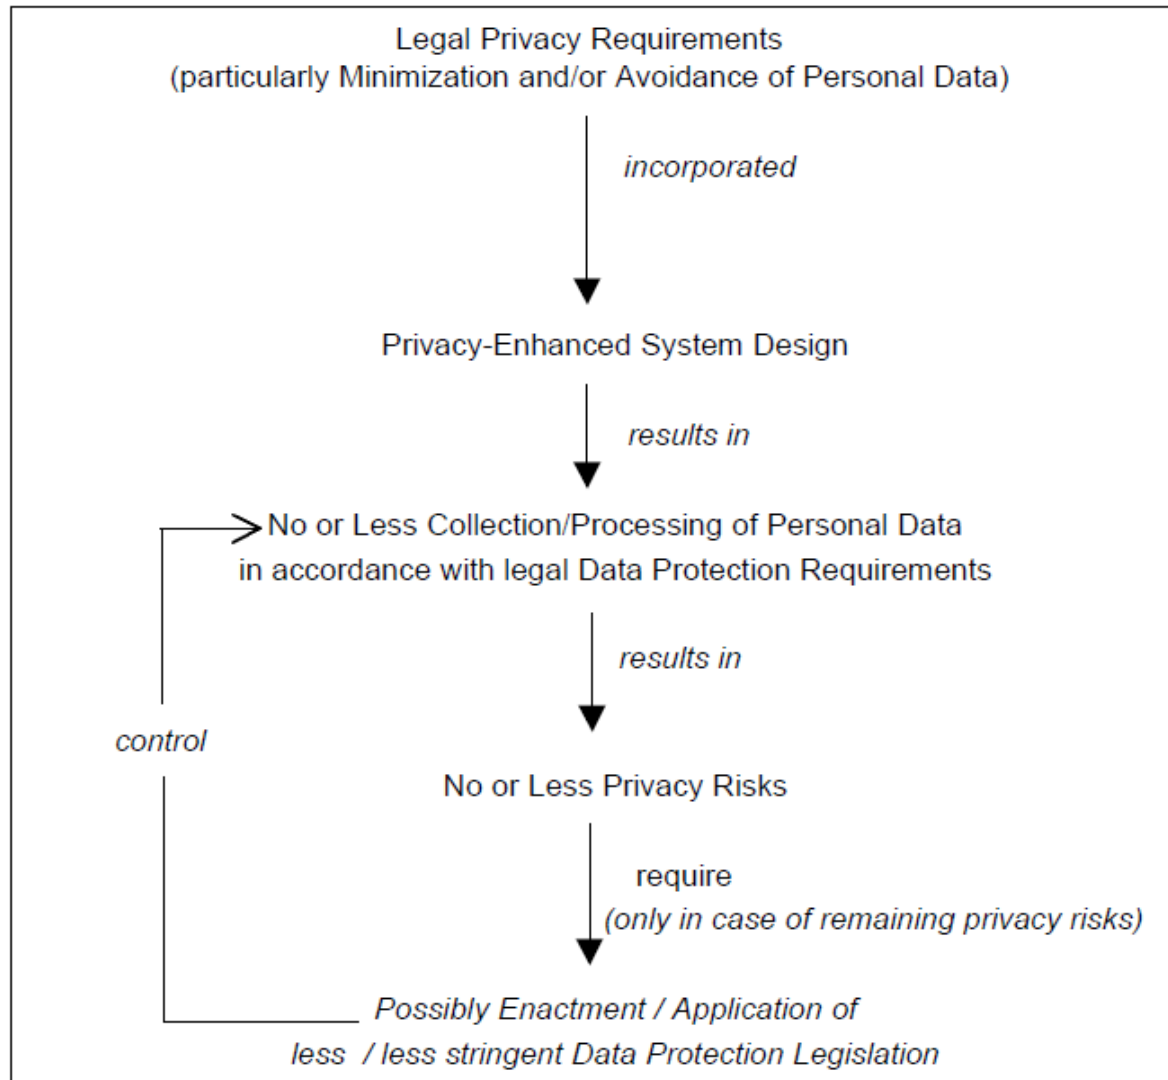 Legal Privacy Requirements
(particularly Minimization and/or Avoidance of Personal Data)
incorporated
Privacy-Enhanced System Design
results in
No or Less Collection/Processing of Personal Data
in accordance with legal Data Protection Requirements
results in
control
No or Less Privacy Risks
require
(only in case of remaining privacy risks)
Possibly Enactment / Application of
less / less stringent Data Protection Legislation